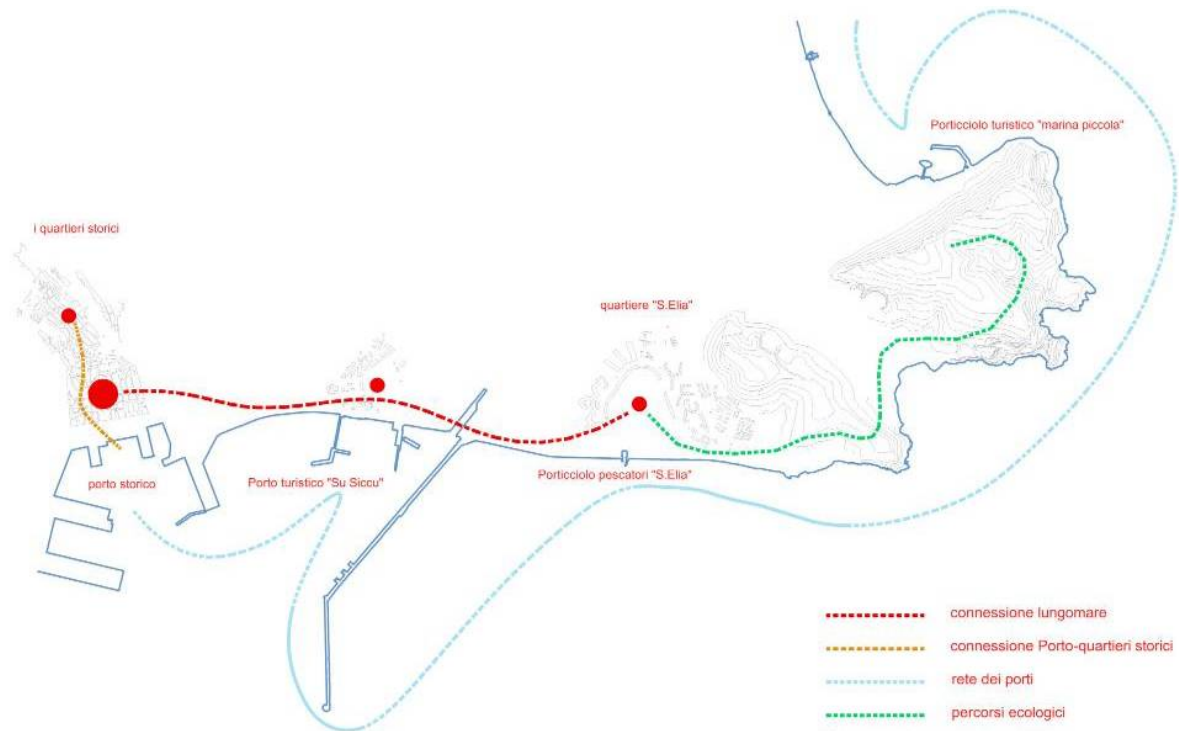 Porticciolo turistico "marina piccola"
i quartieri storici
quartiere "S.Elia"
porto storico
Porto turistico "Su Siccu"
Porticciolo pescatori "S.Elia"
connessione lungomare
connessione Porto-quartieri storici
rete dei porti
percorsi ecologici